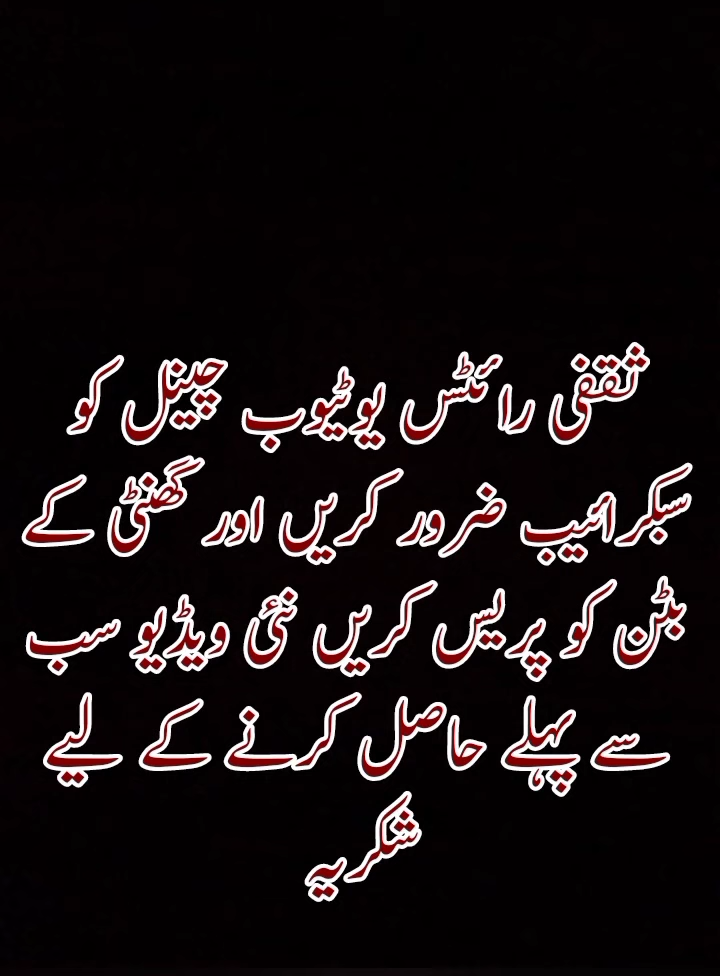 ثقفی رائٹس یوٹیوب چینل کو
سبکرائیب ضرور کریں اور گھنٹی کے
بٹن کو پریس کریں نئی ویڈیو سب
سے پہلے حاصل کرنے کے لیے
شکریہ